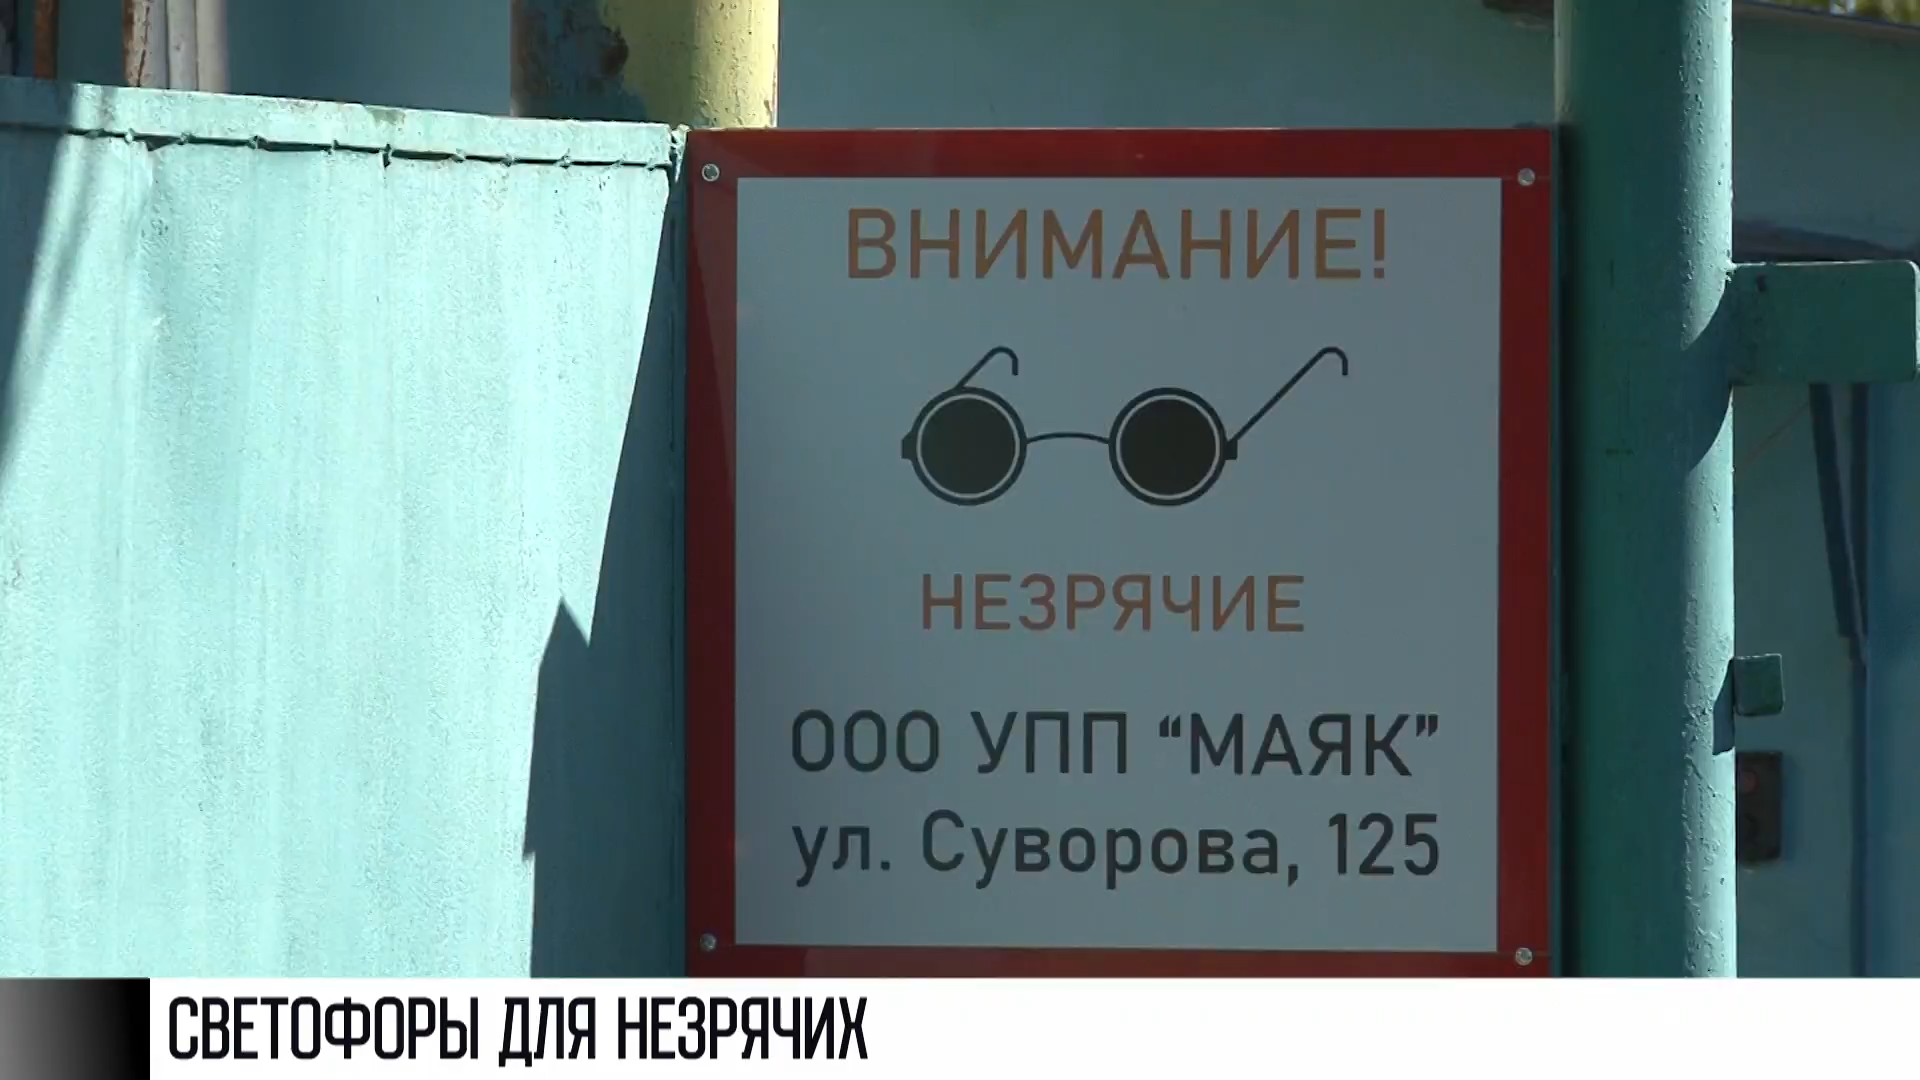 ВНИМАНИЕ!
НЕЗРЯЧИЕ
ООО УПП “МАЯК”
ул. Суворова, 125
СВЕТОФОРЫ ДЛЯ НЕЗРЯЧИХ